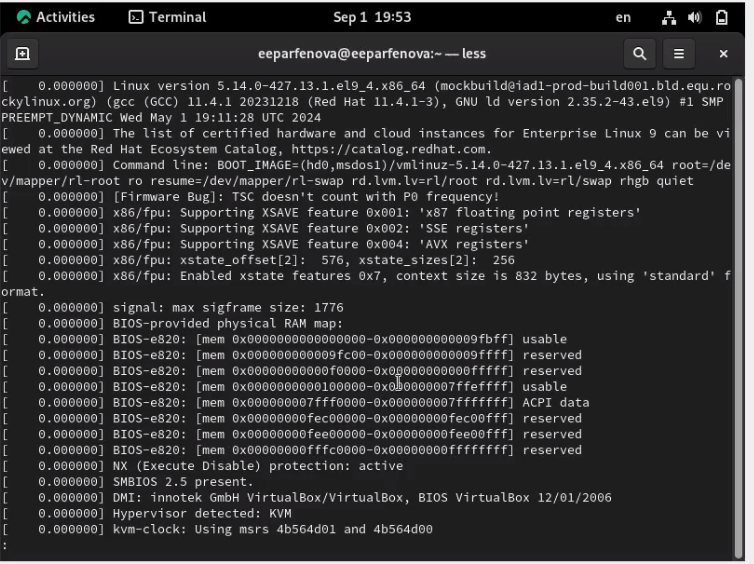 Activities Terminal Sep 1 19:53 en
eeparfenova@eeparfenova:~ — less
[    0.000000] Linux version 5.14.0-427.13.1.el9_4.x86_64 (mockbuild@iad1-prod-build001.bld.equ.ro
ckylinux.org) (gcc (GCC) 11.4.1 20231218 (Red Hat 11.4.1-3), GNU ld version 2.35.2-43.el9) #1 SMP
PREEMPT_DYNAMIC Wed May 1 19:11:28 UTC 2024
[    0.000000] The list of certified hardware and cloud instances for Enterprise Linux 9 can be vi
ewed at the Red Hat Ecosystem Catalog, https://catalog.redhat.com.
[    0.000000] Command line: BOOT_IMAGE=(hd0,msdos1)/vmlinuz-5.14.0-427.13.1.el9_4.x86_64 root=/de
v/mapper/rl-root ro resume=/dev/mapper/rl-swap rd.lvm.lv=rl/root rd.lvm.lv=rl/swap rhgb quiet
[    0.000000] [Firmware Bug]: TSC doesn't count with P0 frequency!
[    0.000000] x86/fpu: Supporting XSAVE feature 0x001: 'x87 floating point registers'
[    0.000000] x86/fpu: Supporting XSAVE feature 0x002: 'SSE registers'
[    0.000000] x86/fpu: Supporting XSAVE feature 0x004: 'AVX registers'
[    0.000000] x86/fpu: xstate_offset[2]:  576, xstate_sizes[2]:  256
[    0.000000] x86/fpu: Enabled xstate features 0x7, context size is 832 bytes, using 'standard' f
ormat.
[    0.000000] signal: max sigframe size: 1776
[    0.000000] BIOS-provided physical RAM map:
[    0.000000] BIOS-e820: [mem 0x0000000000000000-0x000000000009fbff] usable
[    0.000000] BIOS-e820: [mem 0x000000000009fc00-0x000000000009ffff] reserved
[    0.000000] BIOS-e820: [mem 0x00000000000f0000-0x00000000000fffff] reserved
[    0.000000] BIOS-e820: [mem 0x0000000000100000-0x000000007ffeffff] usable
[    0.000000] BIOS-e820: [mem 0x000000007fff0000-0x000000007fffffff] ACPI data
[    0.000000] BIOS-e820: [mem 0x00000000fec00000-0x00000000fec00fff] reserved
[    0.000000] BIOS-e820: [mem 0x00000000fee00000-0x00000000fee00fff] reserved
[    0.000000] BIOS-e820: [mem 0x00000000fffc0000-0x00000000ffffffff] reserved
[    0.000000] NX (Execute Disable) protection: active
[    0.000000] SMBIOS 2.5 present.
[    0.000000] DMI: innotek GmbH VirtualBox/VirtualBox, BIOS VirtualBox 12/01/2006
[    0.000000] Hypervisor detected: KVM
[    0.000000] kvm-clock: Using msrs 4b564d01 and 4b564d00
: